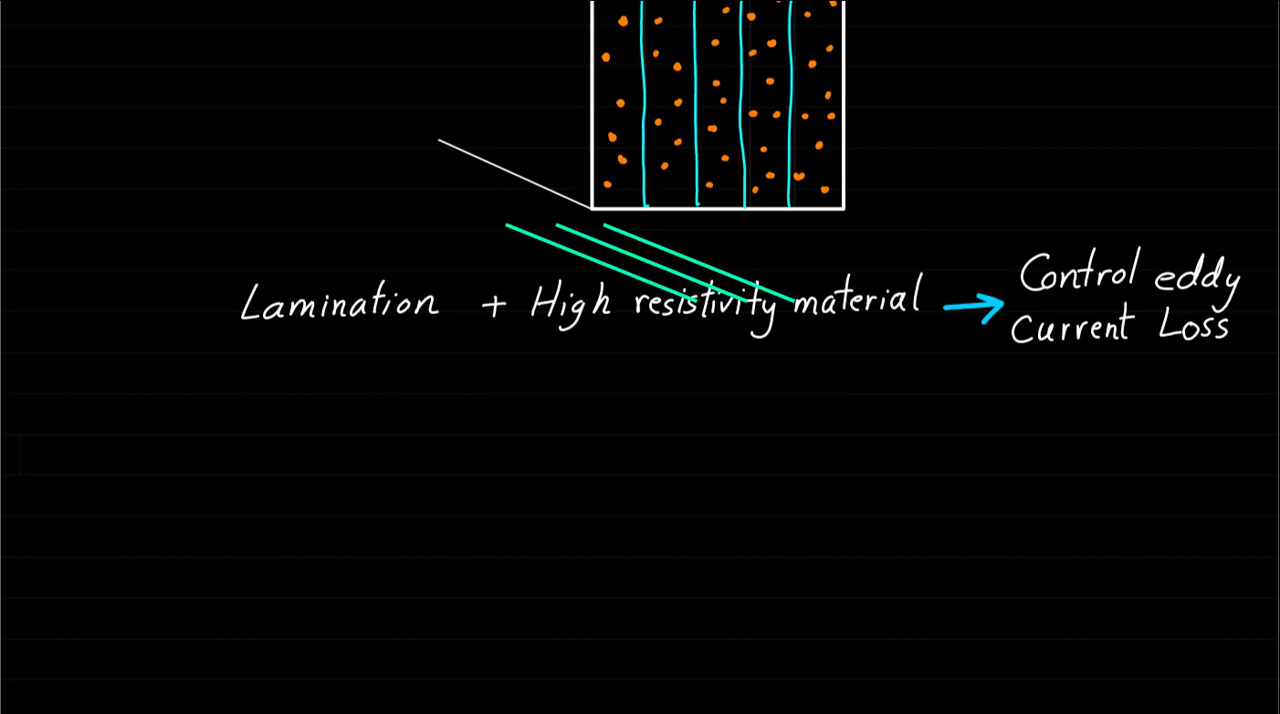 Lamination + High resistivity material
Control eddy
Current Loss